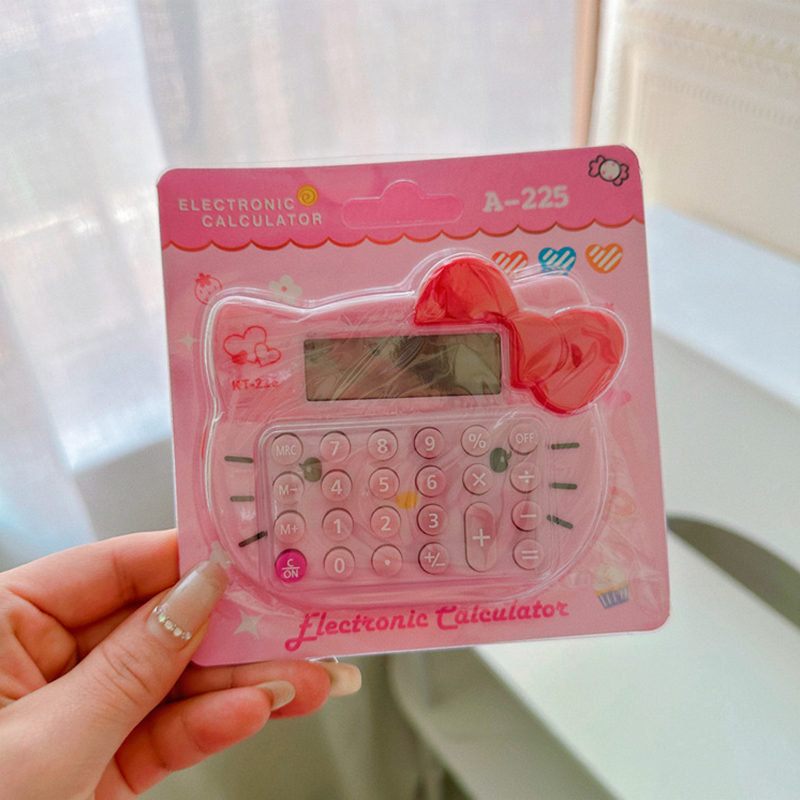 ELECTRONIC
CALCULATOR
A-225
MRC 7 8 9 % OFF
M- 4 5 6 × ÷
M+ 1 2 3 + −
C/ON 0 . +/− =
Electronic Calculator